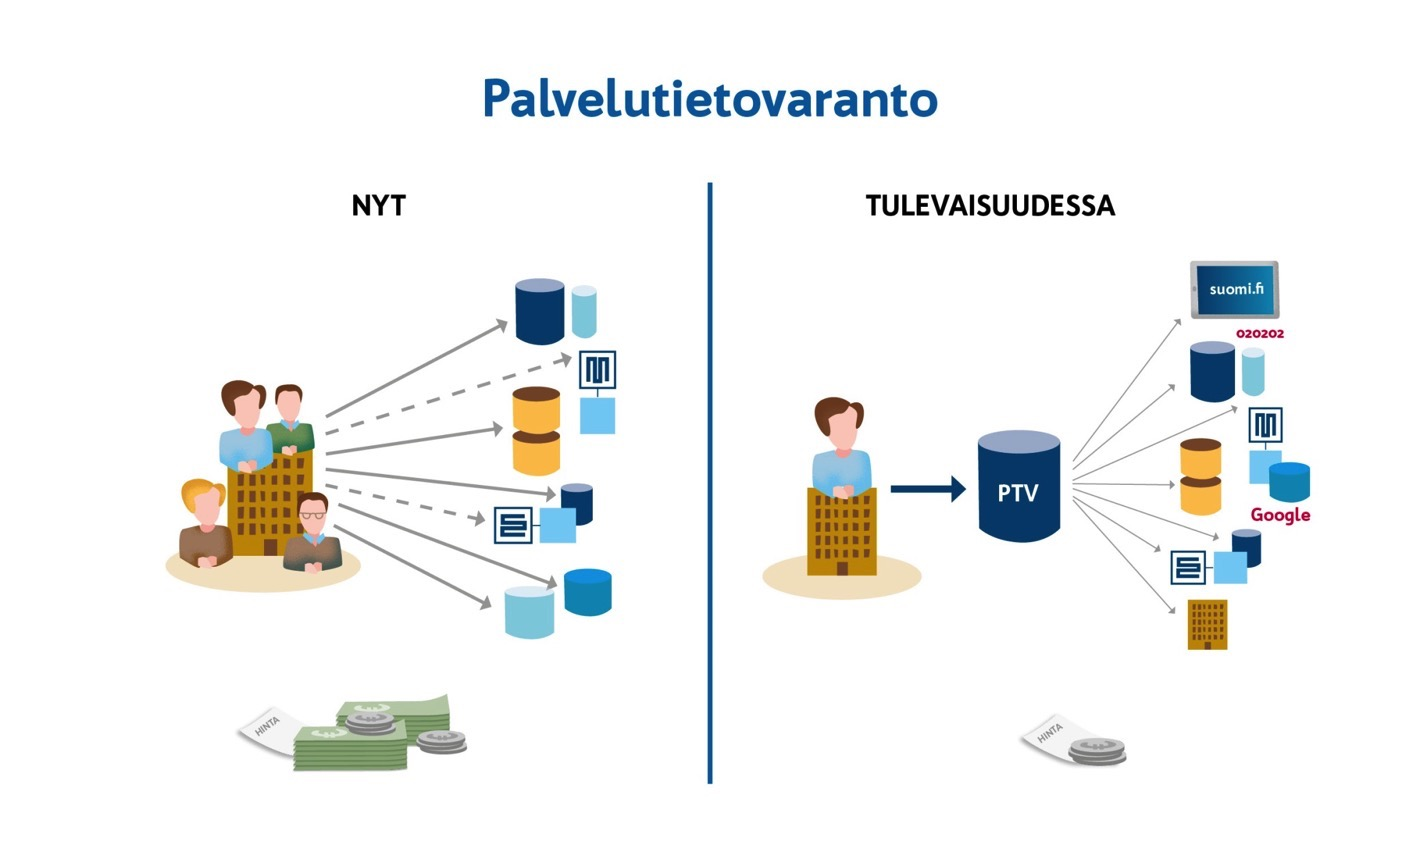 Palvelutietovaranto
NYT
TULEVAISUUDESSA
suomi.fi
020202
PTV
Google
HINTA
HINTA